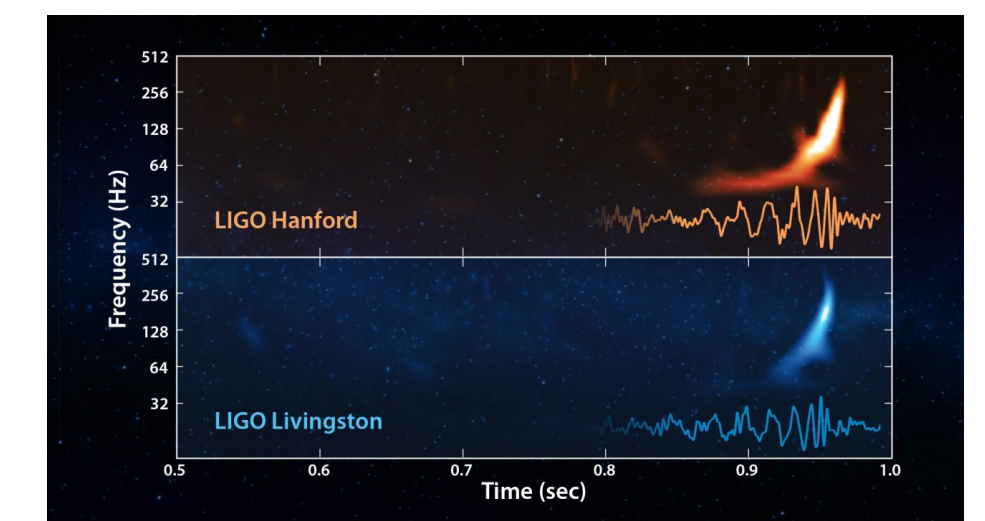 512
256
128
64
32
LIGO Hanford
Frequency (Hz)
512
256
128
64
32
LIGO Livingston
0.5 0.6 0.7 0.8 0.9 1.0
Time (sec)